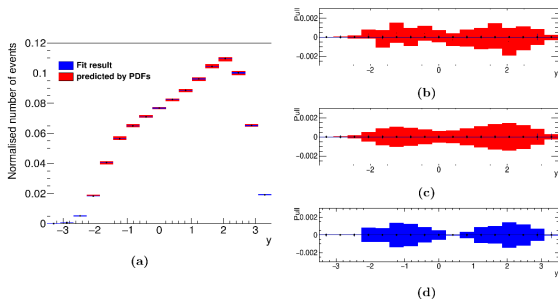 Normalised number of events
0.12
0.1
0.08
0.06
0.04
0.02
0
Fit result
predicted by PDFs
−3 −2 −1 0 1 2 3
y
(a)
Pull
0.002
0
−0.002
−2 0 2
y
(b)
Pull
0.002
0
−0.002
−2 0 2
y
(c)
Pull
0.002
0
−0.002
−3 −2 −1 0 1 2 3
y
(d)